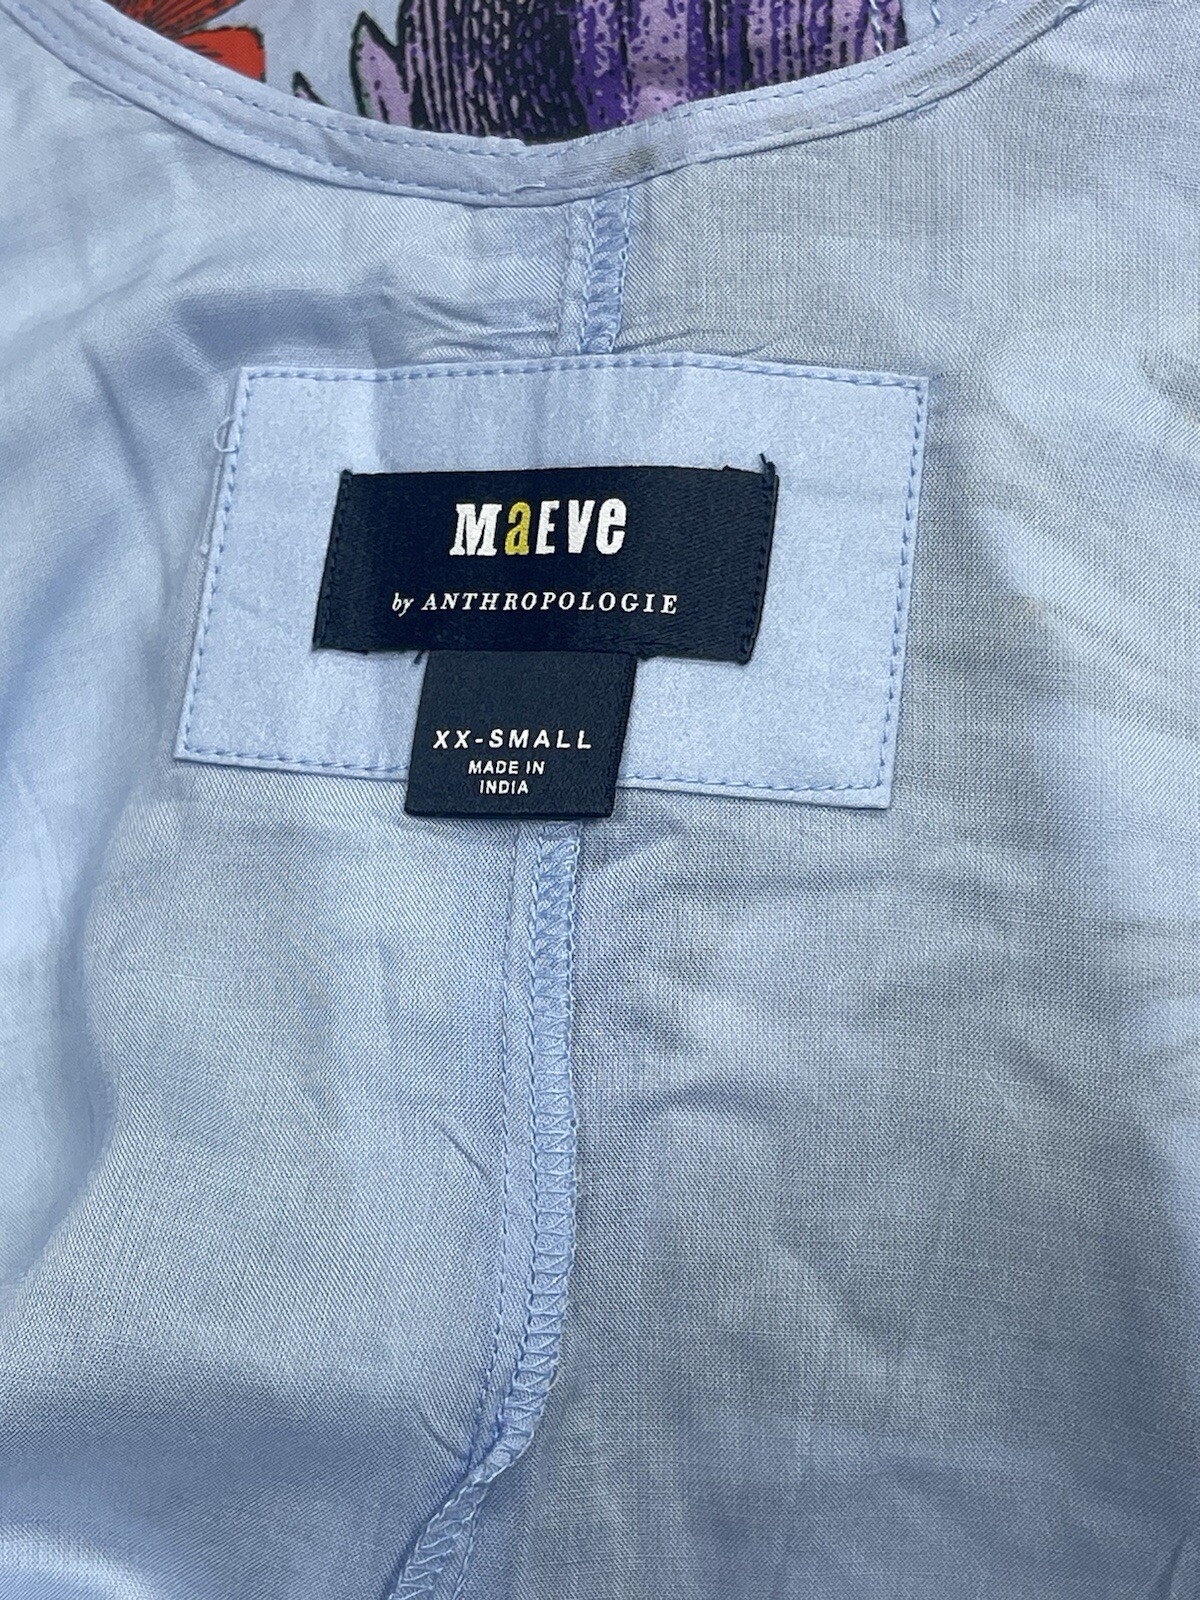 MaEve
by ANTHROPOLOGIE
XX-SMALL
MADE IN
INDIA